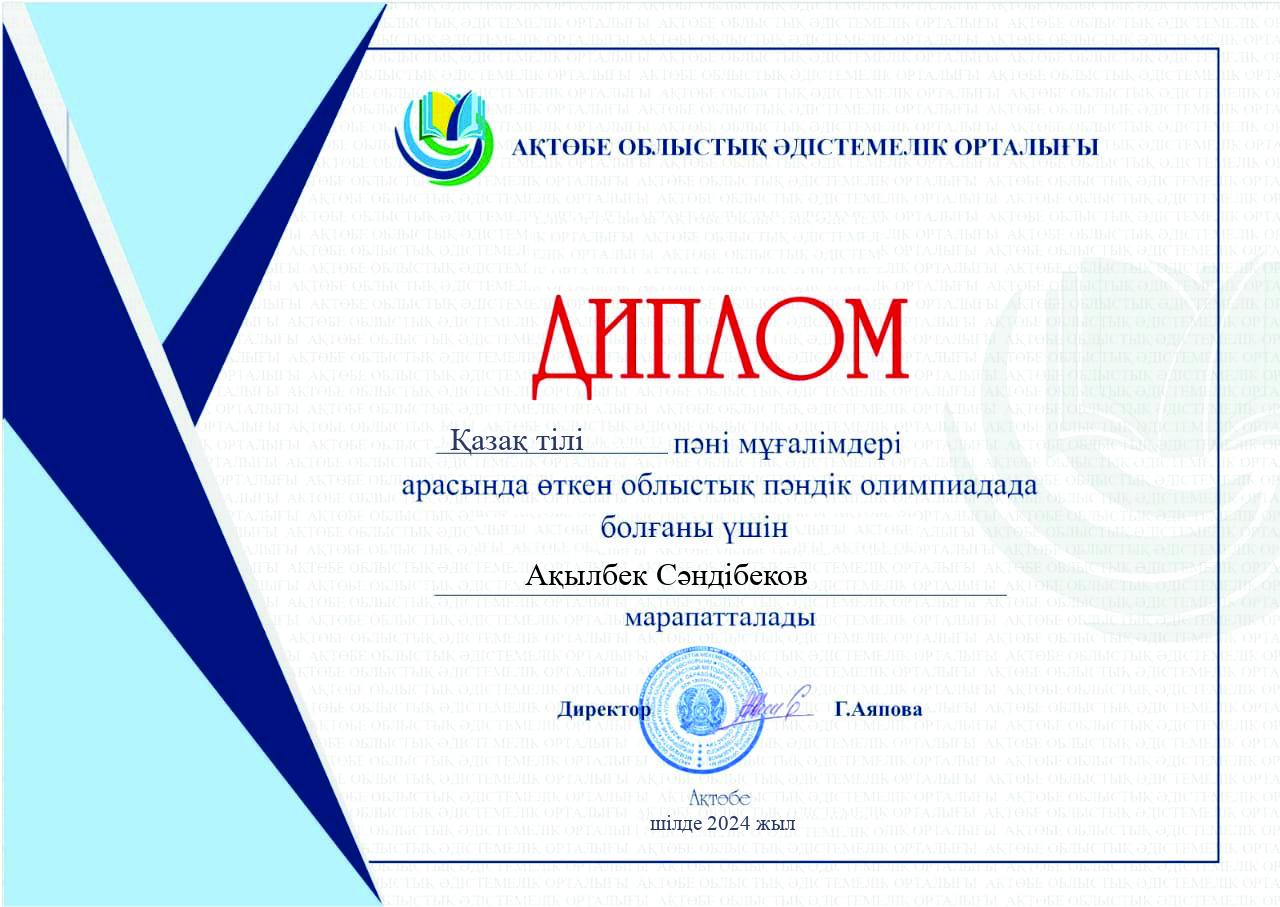 АҚТӨБЕ ОБЛЫСТЫҚ ӘДІСТЕМЕЛІК ОРТАЛЫҒЫ
ДИПЛОМ
Қазақ тілі пәні мұғалімдері
арасында өткен облыстық пәндік олимпиадада
болғаны үшін
Ақылбек Сәндібеков
марапатталады
Директор Г.Аяпова
Ақтөбе
шілде 2024 жыл